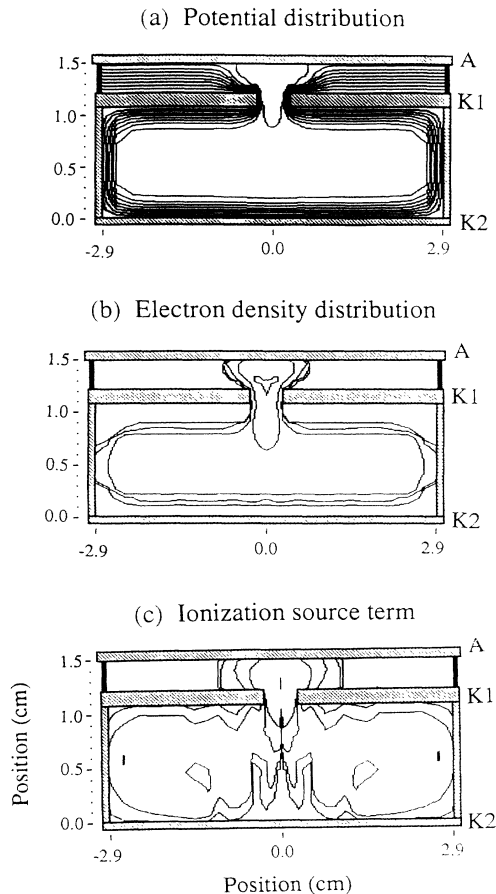 (a) Potential distribution
1.5
1.0
0.5
0.0
A
K1
K2
-2.9
0.0
2.9
(b) Electron density distribution
1.5
1.0
0.5
0.0
A
K1
K2
-2.9
0.0
2.9
(c) Ionization source term
1.5
1.0
0.5
0.0
A
K1
K2
Position (cm)
-2.9
0.0
2.9
Position (cm)